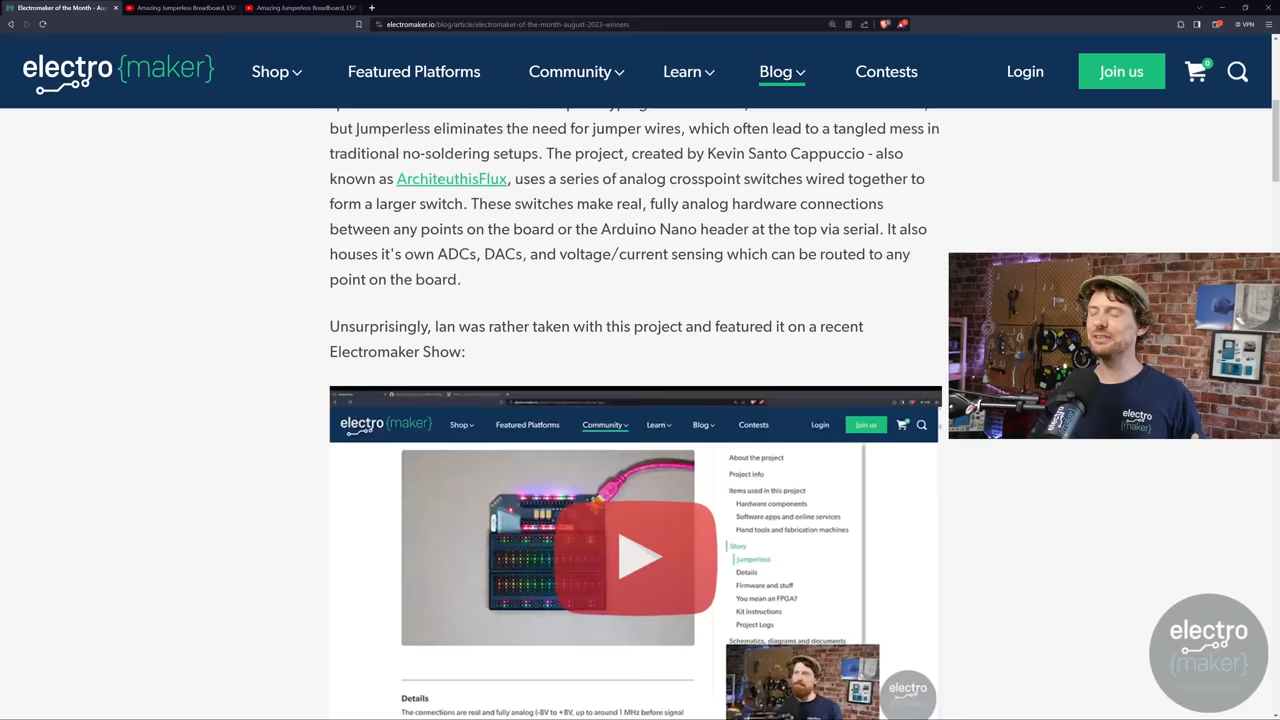 Electromaker of the Month - Aug
Amazing Jumperless Breadboard, ESP
Amazing Jumperless Breadboard, ESP
electromaker.io/blog/article/electromaker-of-the-month-august-2023-winners
VPN
electro {maker}
Shop
Featured Platforms
Community
Learn
Blog
Contests
Login
Join us
0
but Jumperless eliminates the need for jumper wires, which often lead to a tangled mess in
traditional no-soldering setups. The project, created by Kevin Santo Cappuccio - also
known as ArchiteuthisFlux, uses a series of analog crosspoint switches wired together to
form a larger switch. These switches make real, fully analog hardware connections
between any points on the board or the Arduino Nano header at the top via serial. It also
houses it's own ADCs, DACs, and voltage/current sensing which can be routed to any
point on the board.
Unsurprisingly, Ian was rather taken with this project and featured it on a recent
Electromaker Show:
electro {maker}
Shop
Featured Platforms
Community
Learn
Blog
Contests
Login
Join us
About the project
Project info
Items used in this project
Hardware components
Software apps and online services
Hand tools and fabrication machines
Story
Jumperless
Details
Firmware and stuff
You mean an FPGA?
Kit Instructions
Project Logs
Schematics, diagrams and documents
Details
The connections are real and fully analog (-8V to +8V, up to around 1 MHz before signal
electro
{maker}
electro
{maker}
electro
{maker}